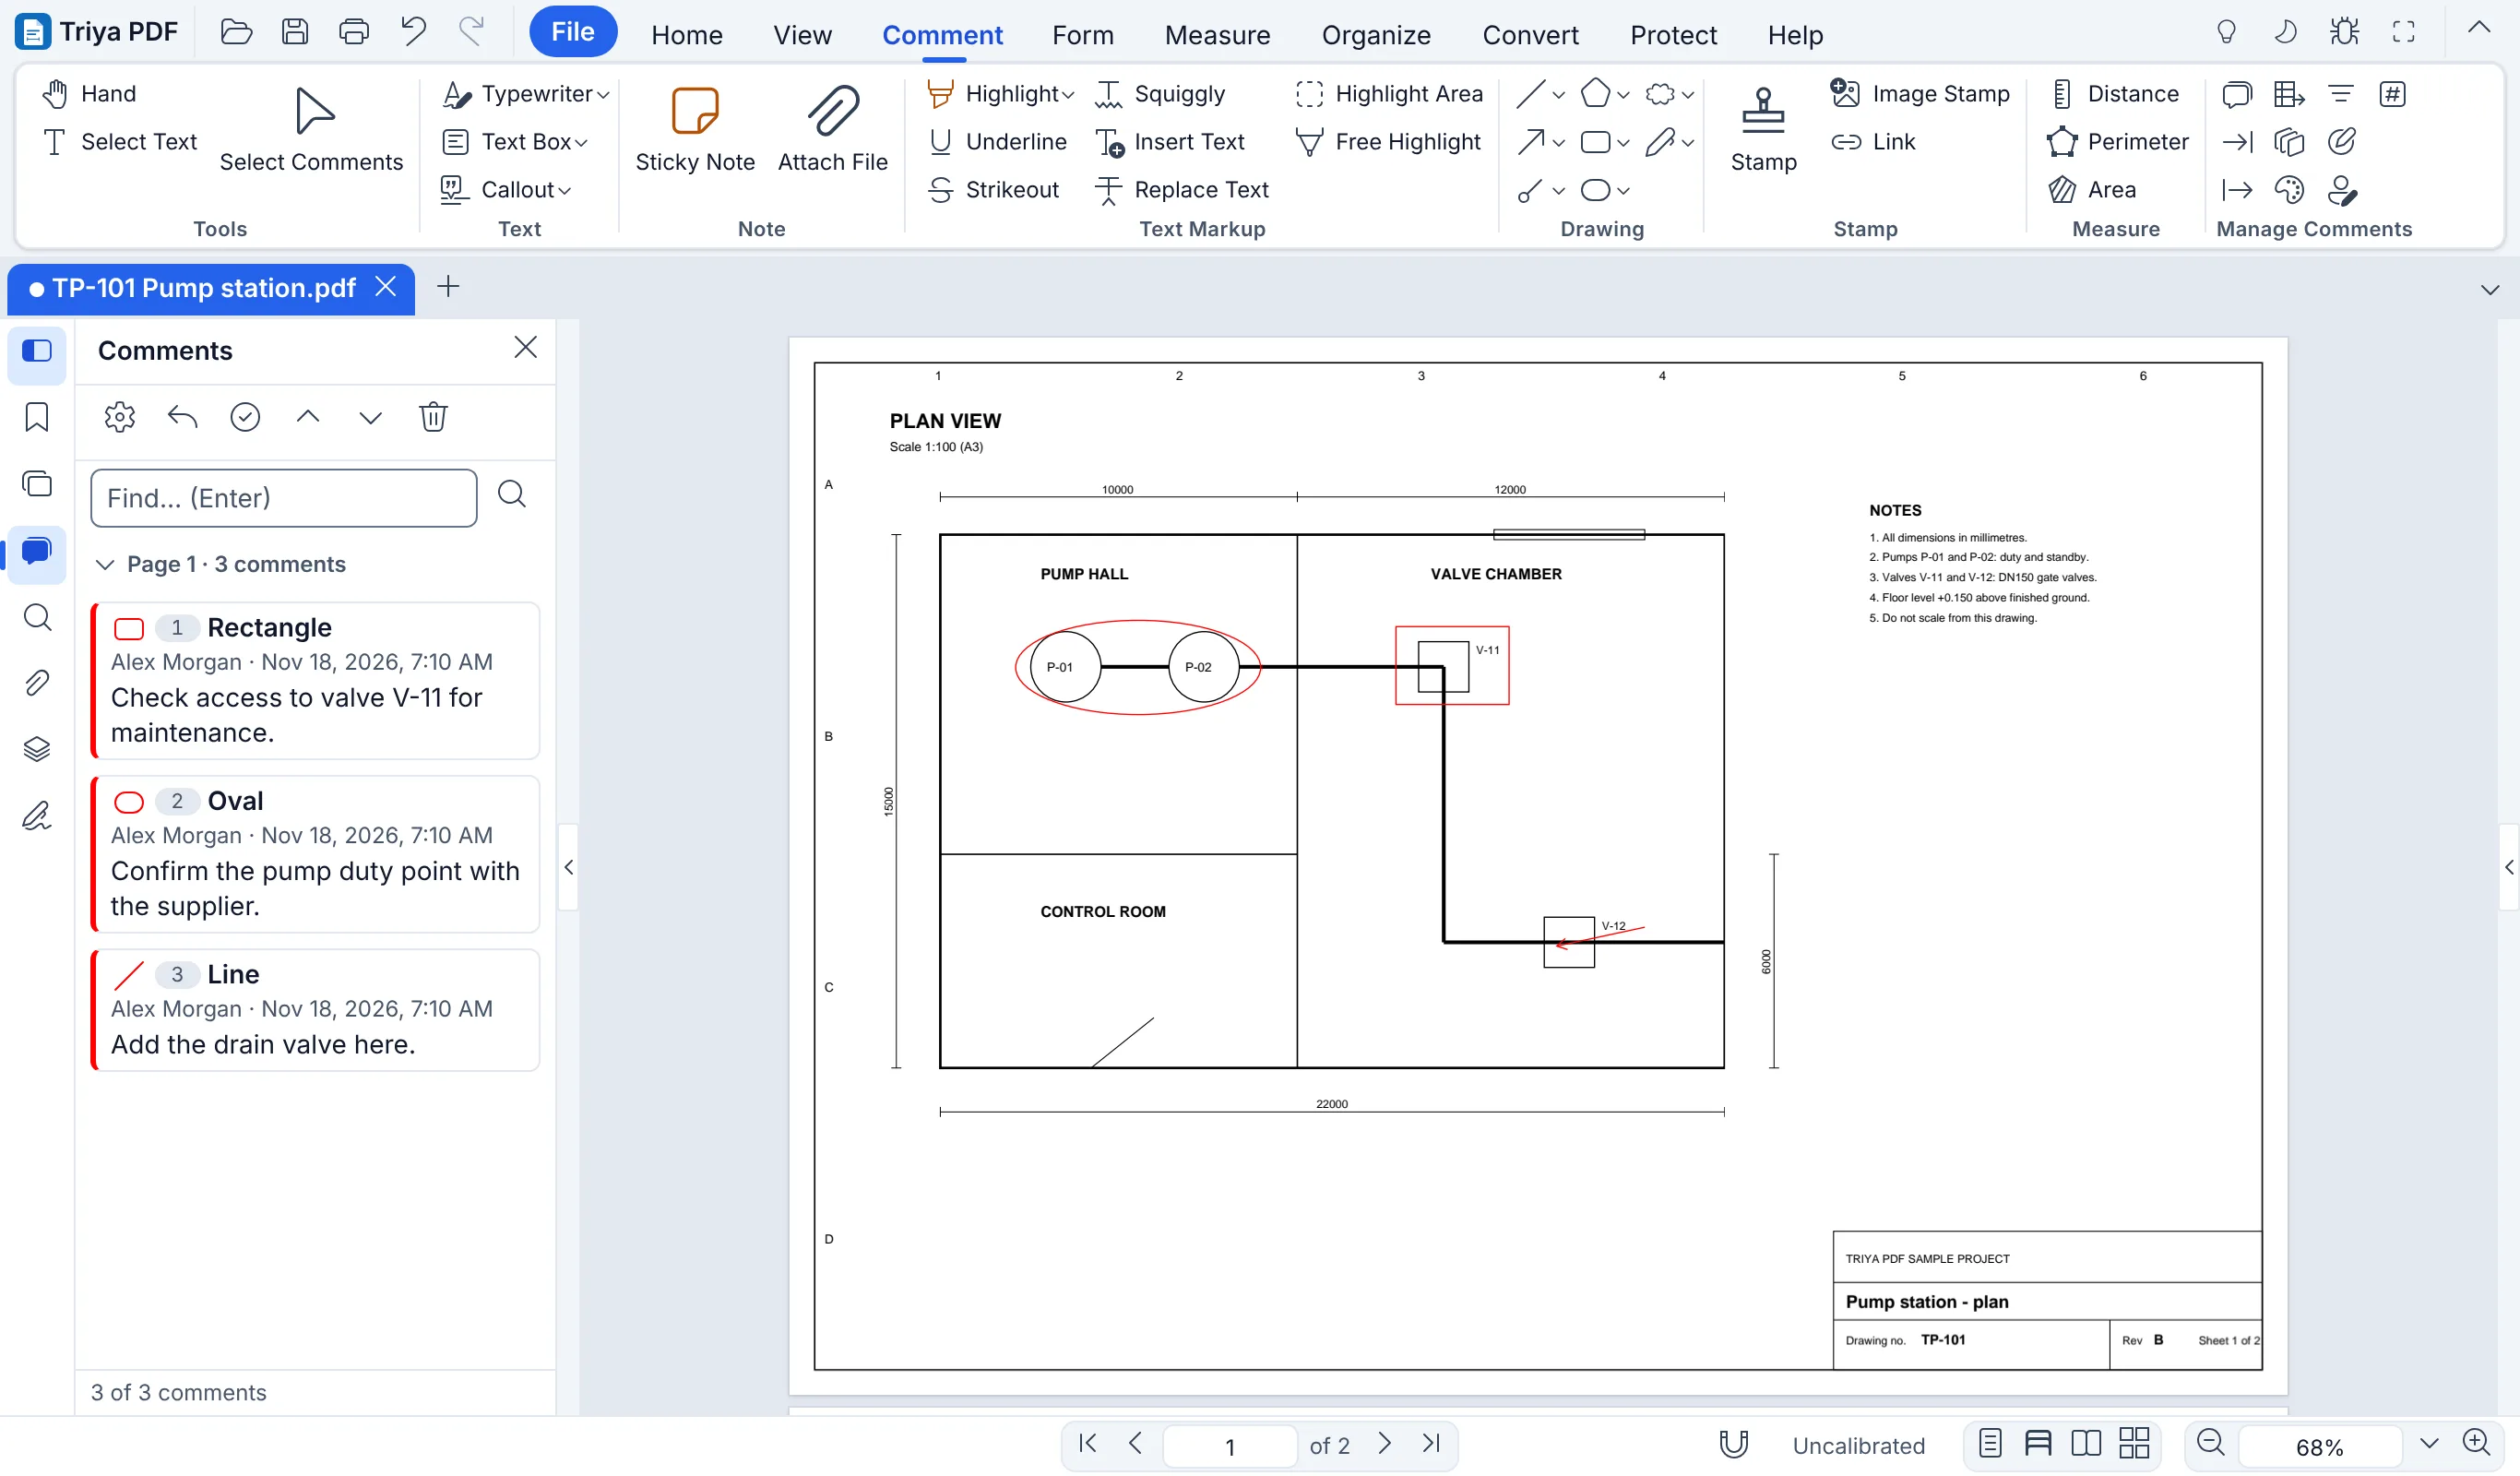 Triya PDF
File Home View Comment Form Measure Organize Convert Protect Help
Hand
Select Text
Select Comments
Tools
Typewriter
Text Box
Callout
Text
Sticky Note
Attach File
Note
Highlight
Underline
Strikeout
Squiggly
Insert Text
Replace Text
Highlight Area
Free Highlight
Text Markup
Drawing
Stamp
Image Stamp
Link
Stamp
Distance
Perimeter
Area
Measure
Manage Comments
TP-101 Pump station.pdf
Comments
Find... (Enter)
Page 1 · 3 comments
1 Rectangle
Alex Morgan · Nov 18, 2026, 7:10 AM
Check access to valve V-11 for
maintenance.
2 Oval
Alex Morgan · Nov 18, 2026, 7:10 AM
Confirm the pump duty point with
the supplier.
3 Line
Alex Morgan · Nov 18, 2026, 7:10 AM
Add the drain valve here.
3 of 3 comments
1 2 3 4 5 6
PLAN VIEW
Scale 1:100 (A3)
A
B
C
D
10000
12000
PUMP HALL
VALVE CHAMBER
P-01
P-02
V-11
15000
CONTROL ROOM
V-12
6000
22000
NOTES
1. All dimensions in millimetres.
2. Pumps P-01 and P-02: duty and standby.
3. Valves V-11 and V-12: DN150 gate valves.
4. Floor level +0.150 above finished ground.
5. Do not scale from this drawing.
TRIYA PDF SAMPLE PROJECT
Pump station - plan
Drawing no. TP-101
Rev B
Sheet 1 of 2
1 of 2
Uncalibrated
68%